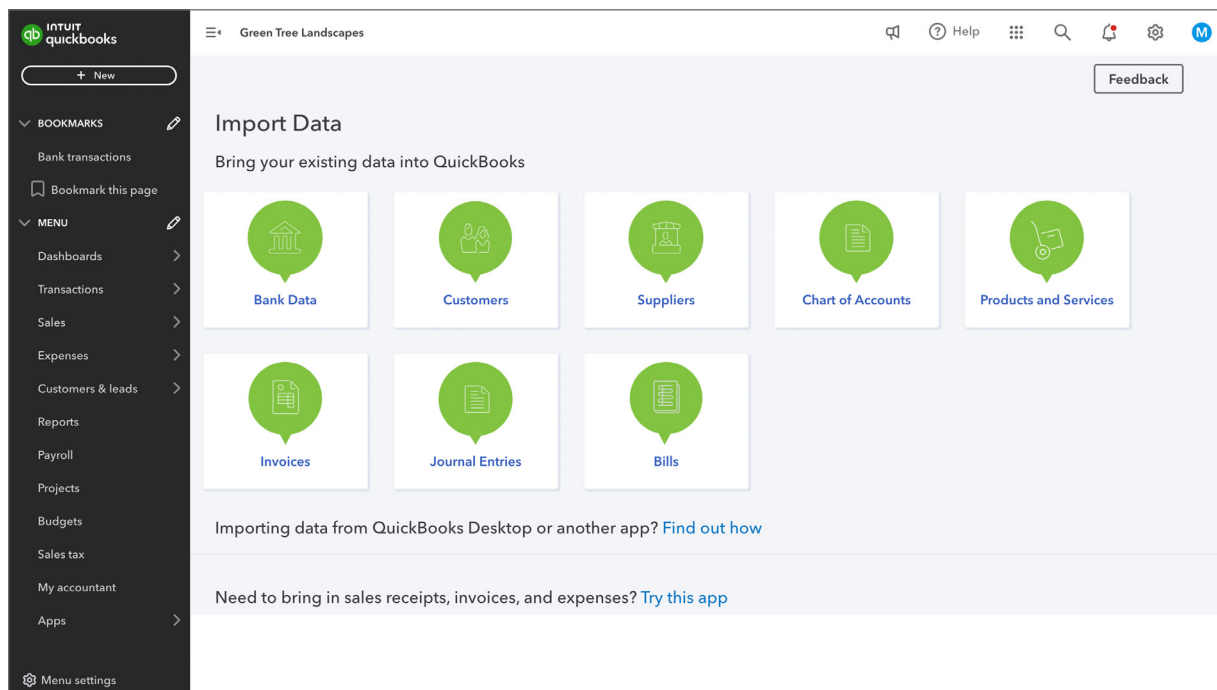 INTUIT
quickbooks
+ New
BOOKMARKS
Bank transactions
Bookmark this page
MENU
Dashboards
Transactions
Sales
Expenses
Customers & leads
Reports
Payroll
Projects
Budgets
Sales tax
My accountant
Apps
Menu settings
Green Tree Landscapes
Help
M
Feedback
Import Data
Bring your existing data into QuickBooks
Bank Data
Customers
Suppliers
Chart of Accounts
Products and Services
Invoices
Journal Entries
Bills
Importing data from QuickBooks Desktop or another app? Find out how
Need to bring in sales receipts, invoices, and expenses? Try this app